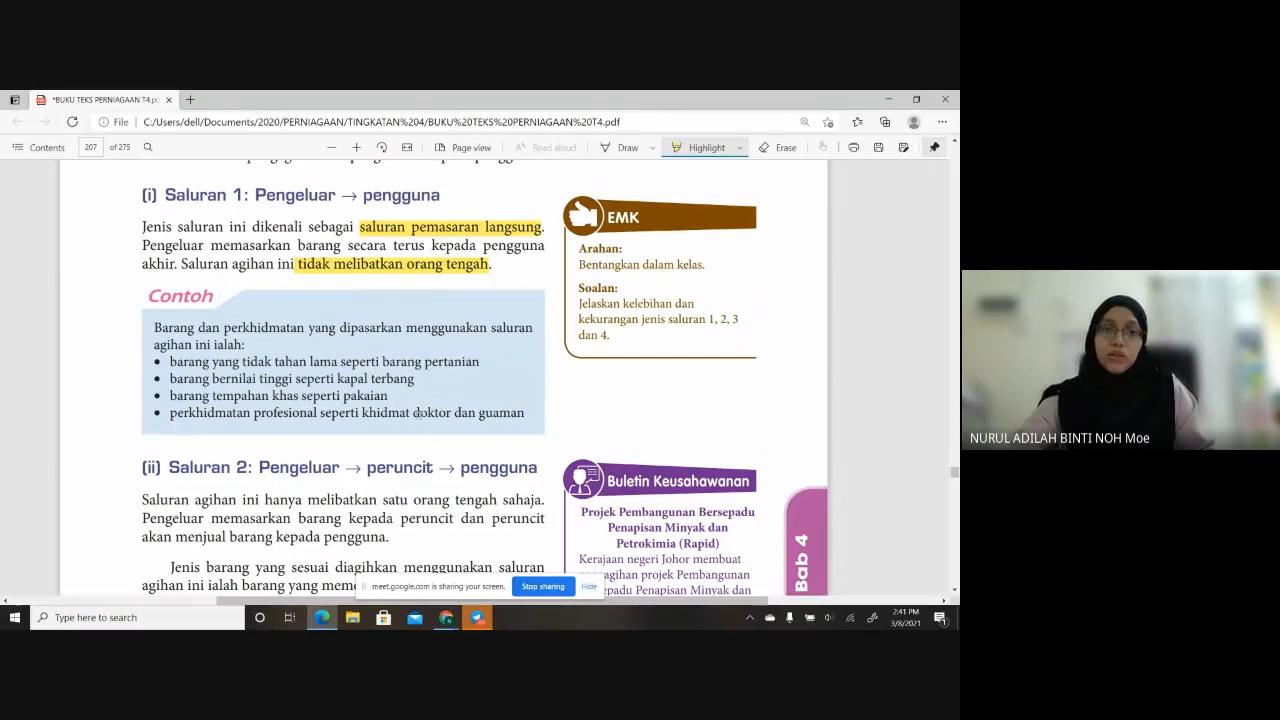 *BUKU TEKS PERNIAGAAN T4.pd
File
C:/Users/dell/Documents/2020/PERNIAGAAN/TINGKATAN%204/BUKU%20TEKS%20PERNIAGAAN%20T4.pdf
Contents
207
of 275
Page view
Read aloud
Draw
Highlight
Erase
(i) Saluran 1: Pengeluar → pengguna
Jenis saluran ini dikenali sebagai saluran pemasaran langsung.
Pengeluar memasarkan barang secara terus kepada pengguna
akhir. Saluran agihan ini tidak melibatkan orang tengah.
Contoh
Barang dan perkhidmatan yang dipasarkan menggunakan saluran
agihan ini ialah:
• barang yang tidak tahan lama seperti barang pertanian
• barang bernilai tinggi seperti kapal terbang
• barang tempahan khas seperti pakaian
• perkhidmatan profesional seperti khidmat doktor dan guaman
(ii) Saluran 2: Pengeluar → peruncit → pengguna
Saluran agihan ini hanya melibatkan satu orang tengah sahaja.
Pengeluar memasarkan barang kepada peruncit dan peruncit
akan menjual barang kepada pengguna.
Jenis barang yang sesuai diagihkan menggunakan saluran
agihan ini ialah barang yang
EMK
Arahan:
Bentangkan dalam kelas.
Soalan:
Jelaskan kelebihan dan
kekurangan jenis saluran 1, 2, 3
dan 4.
Buletin Keusahawanan
Projek Pembangunan Bersepadu
Penapisan Minyak dan
Petrokimia (Rapid)
Kerajaan negeri Johor membuat
projek Pembangunan
Penapisan Minyak dan
Bab 4
meet.google.com is sharing your screen.
Stop sharing
Hide
Type here to search
2:41 PM
3/8/2021
NURUL ADILAH BINTI NOH Moe